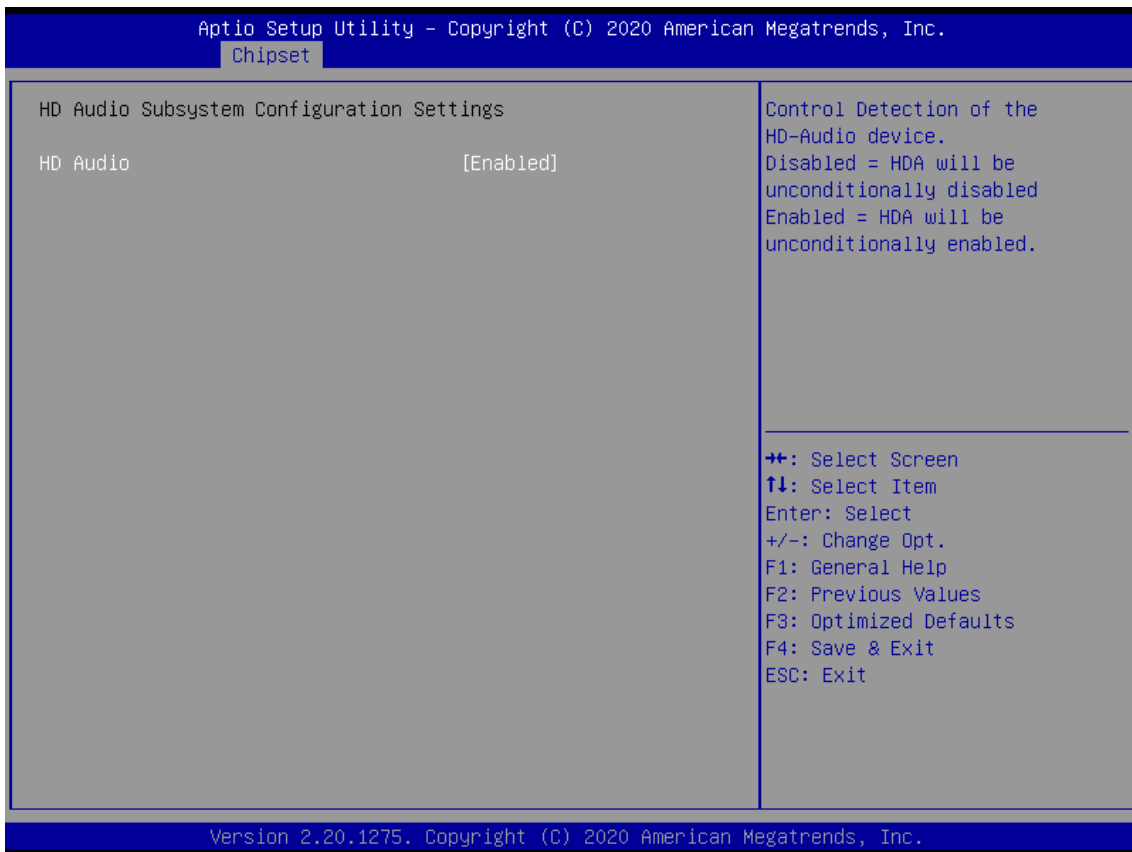 Aptio Setup Utility – Copyright (C) 2020 American Megatrends, Inc.
Chipset
HD Audio Subsystem Configuration Settings
HD Audio [Enabled]
Control Detection of the
HD-Audio device.
Disabled = HDA will be
unconditionally disabled
Enabled = HDA will be
unconditionally enabled.
→←: Select Screen
↑↓: Select Item
Enter: Select
+/-: Change Opt.
F1: General Help
F2: Previous Values
F3: Optimized Defaults
F4: Save & Exit
ESC: Exit
Version 2.20.1275. Copyright (C) 2020 American Megatrends, Inc.